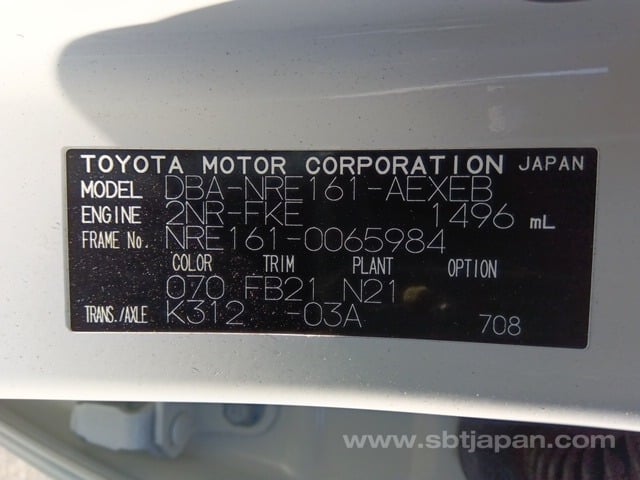 TOYOTA MOTOR CORPORATION JAPAN
MODEL DBA-NRE161-AEXEB
ENGINE 2NR-FKE 1496 mL
FRAME No. NRE161-0065984
COLOR TRIM PLANT OPTION
070 FB21 N21
TRANS./AXLE K312 -03A 708
www.sbtjapan.com